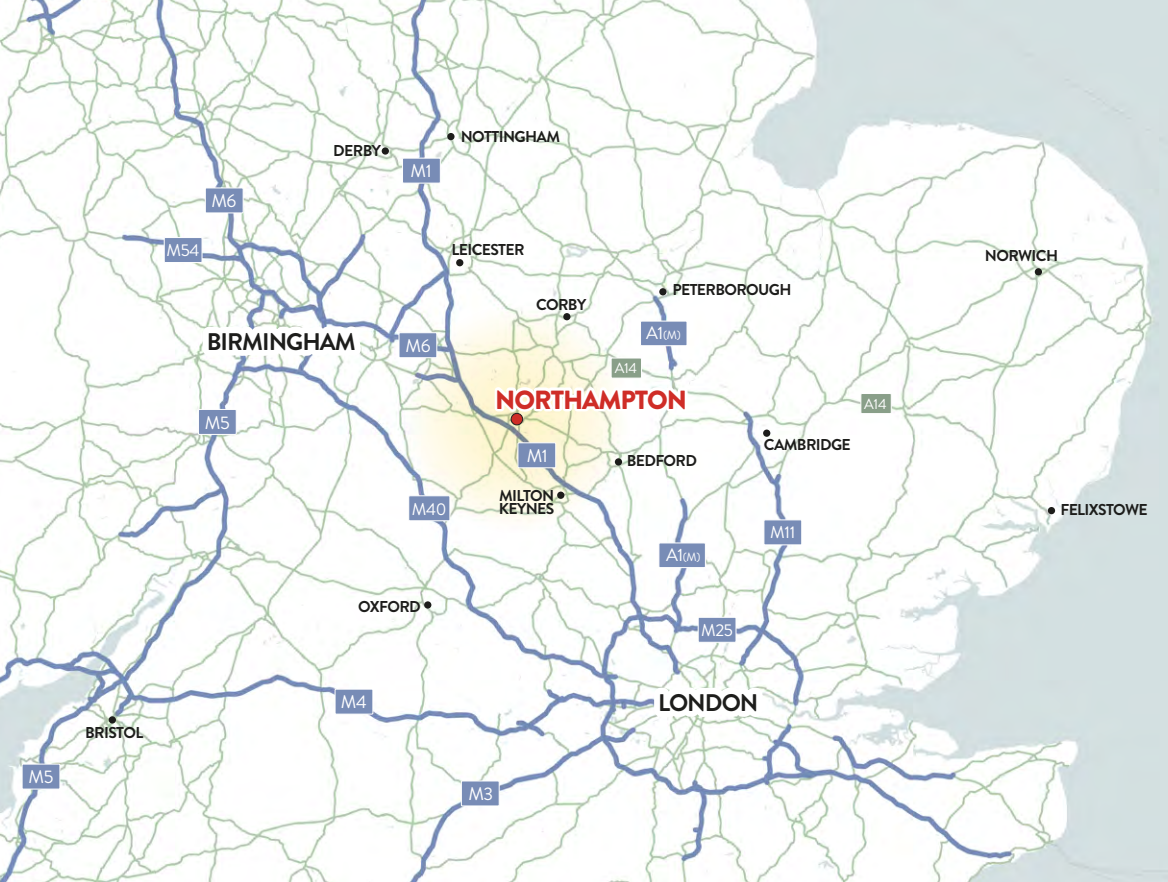 NOTTINGHAM
DERBY
M1
M6
M54
LEICESTER
NORWICH
PETERBOROUGH
CORBY
A1(M)
BIRMINGHAM
M6
A14
NORTHAMPTON
A14
M5
CAMBRIDGE
M1
BEDFORD
MILTON
KEYNES
M40
FELIXSTOWE
M11
A1(M)
OXFORD
M25
M4
LONDON
BRISTOL
M5
M3